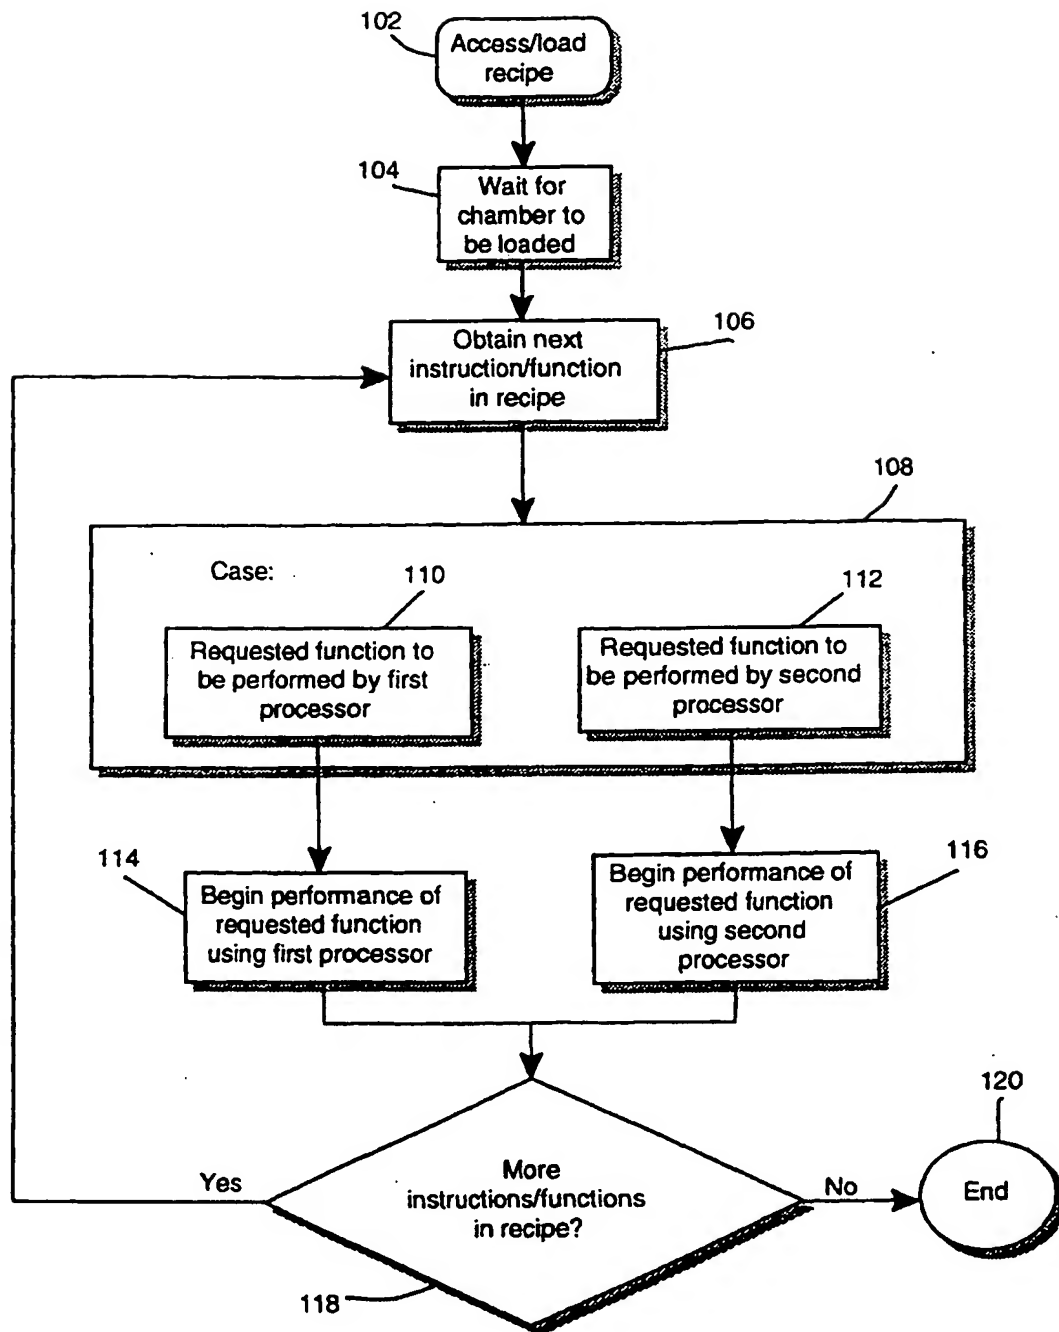 102
Access/load
recipe
104
Wait for
chamber to
be loaded
106
Obtain next
instruction/function
in recipe
108
Case:
110
112
Requested function to
be performed by first
processor
Requested function to
be performed by second
processor
114
Begin performance of
requested function
using first processor
116
Begin performance of
requested function
using second
processor
118
More
instructions/functions
in recipe?
Yes
No
120
End